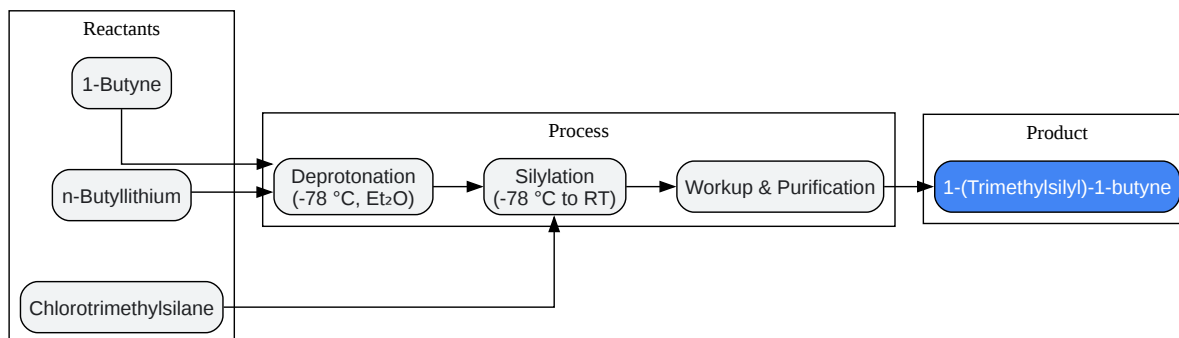 Reactants
1-Butyne
n-Butyllithium
Chlorotrimethylsilane
Process
Deprotonation
(-78 °C, Et₂O)
Silylation
(-78 °C to RT)
Workup & Purification
Product
1-(Trimethylsilyl)-1-butyne